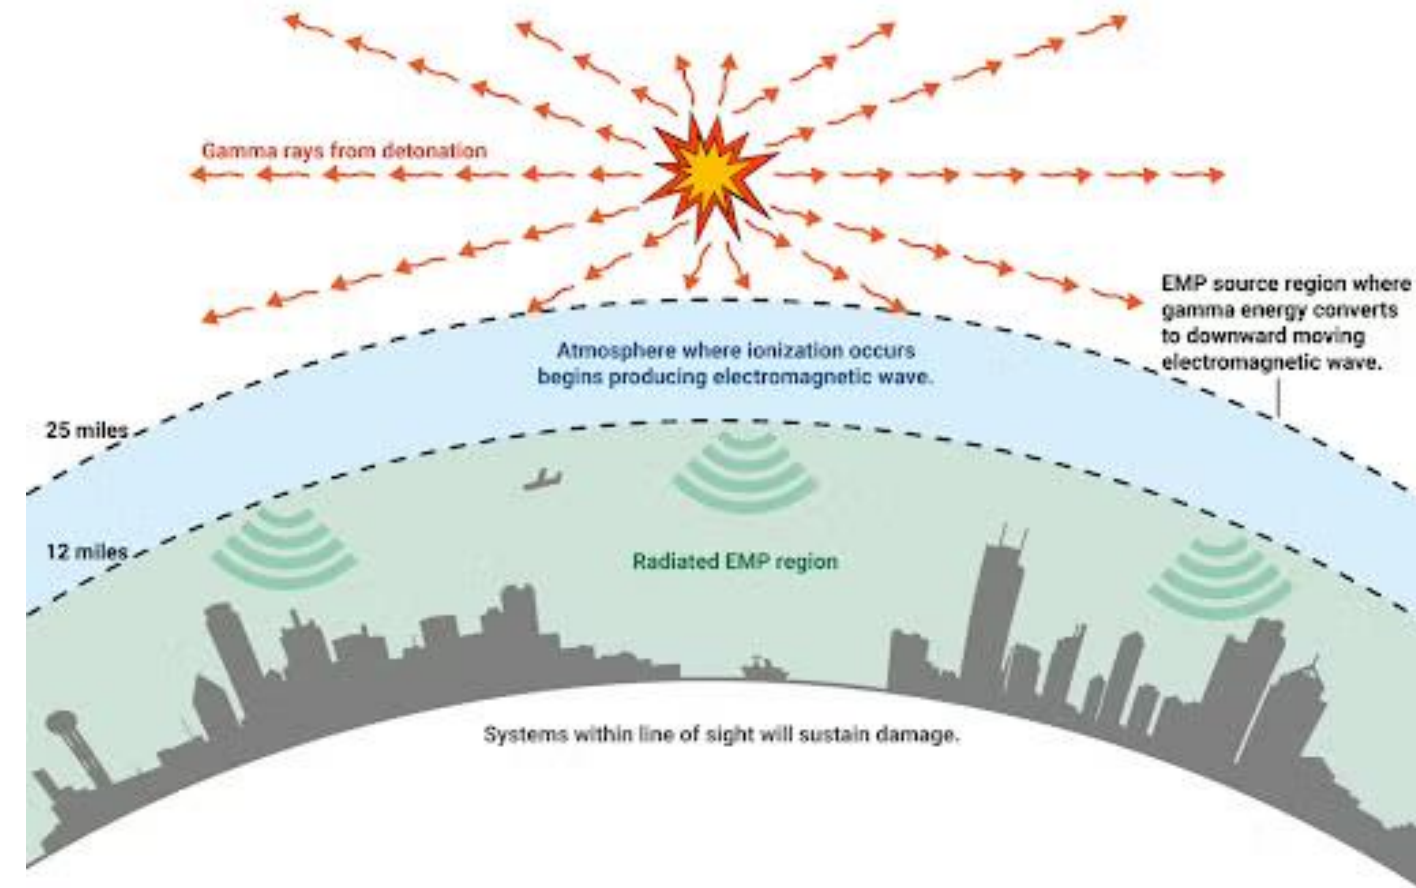 Gamma rays from detonation
EMP source region where
gamma energy converts
to downward moving
electromagnetic wave.
Atmosphere where ionization occurs
begins producing electromagnetic wave.
25 miles
12 miles
Radiated EMP region
Systems within line of sight will sustain damage.